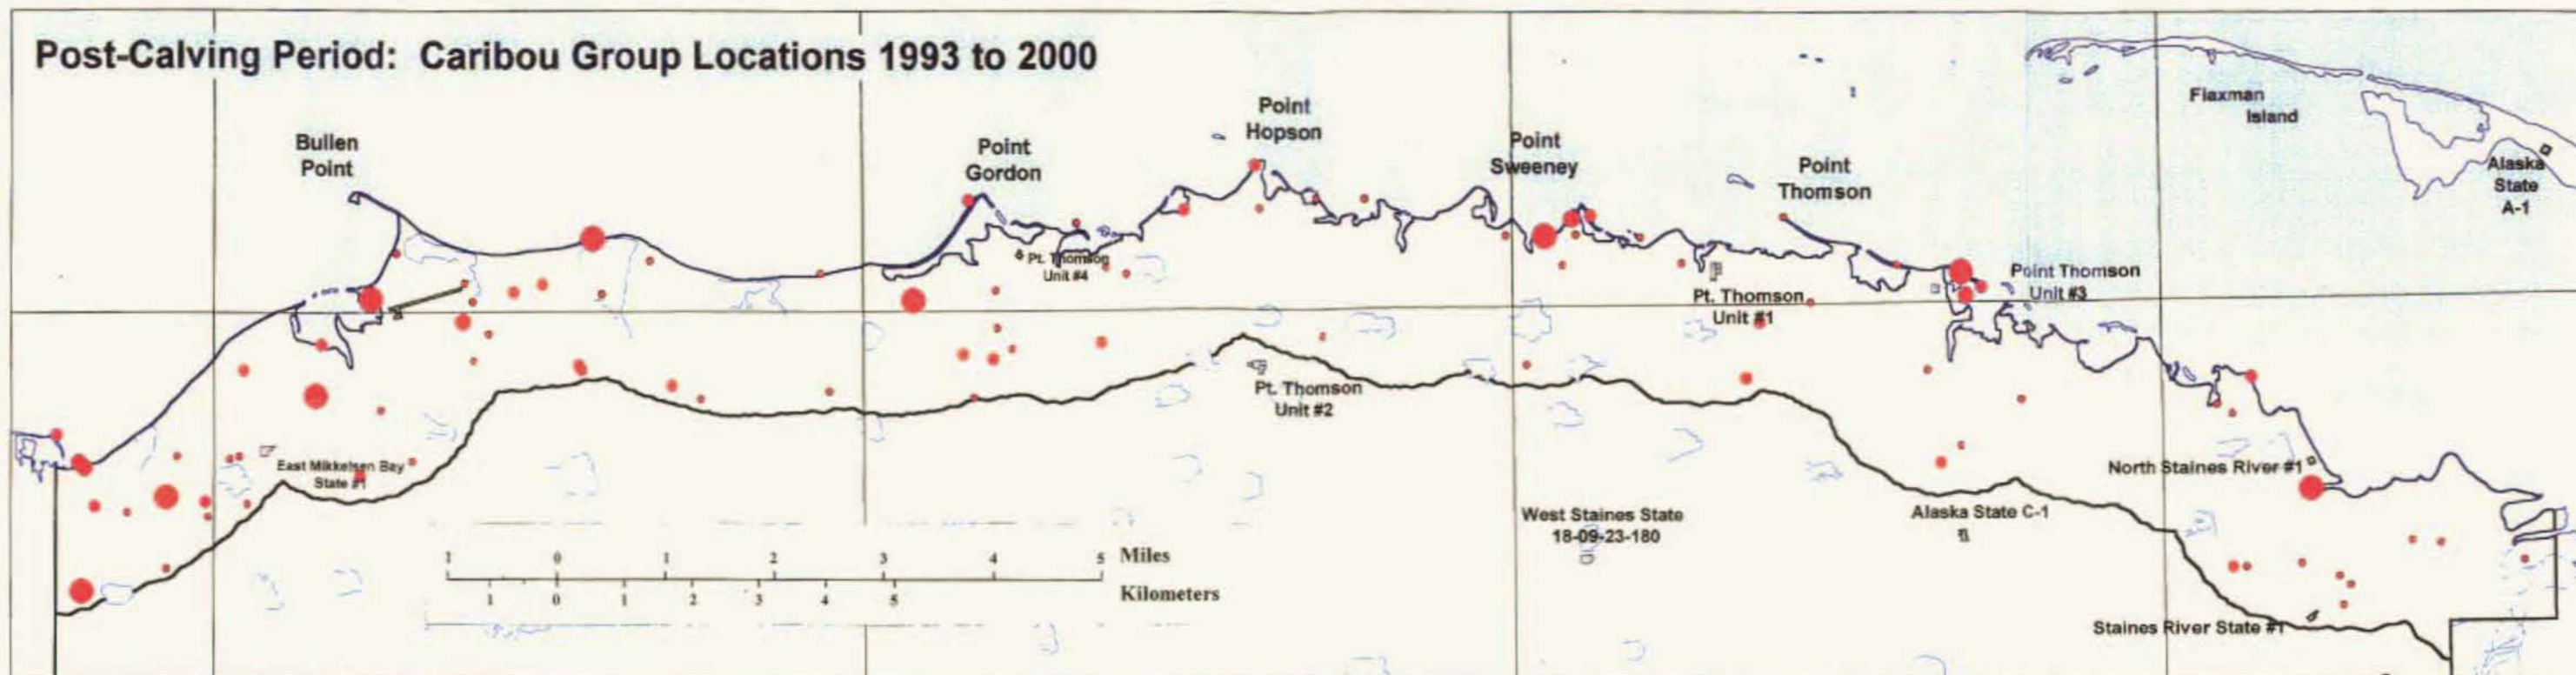 Post-Calving Period: Caribou Group Locations 1993 to 2000
Bullen
Point
Point
Gordon
Point
Hopson
Point
Sweeney
Point
Thomson
Flaxman
Island
Alaska
State
A-1
Pt. Thomson
Unit #4
Pt. Thomson
Unit #1
Point Thomson
Unit #3
Pt. Thomson
Unit #2
East Mikkelsen Bay
State #1
North Staines River #1
West Staines State
18-09-23-180
Alaska State C-1
Staines River State #1
1 0 1 2 3 4 5 Miles
1 0 1 2 3 4 5 Kilometers